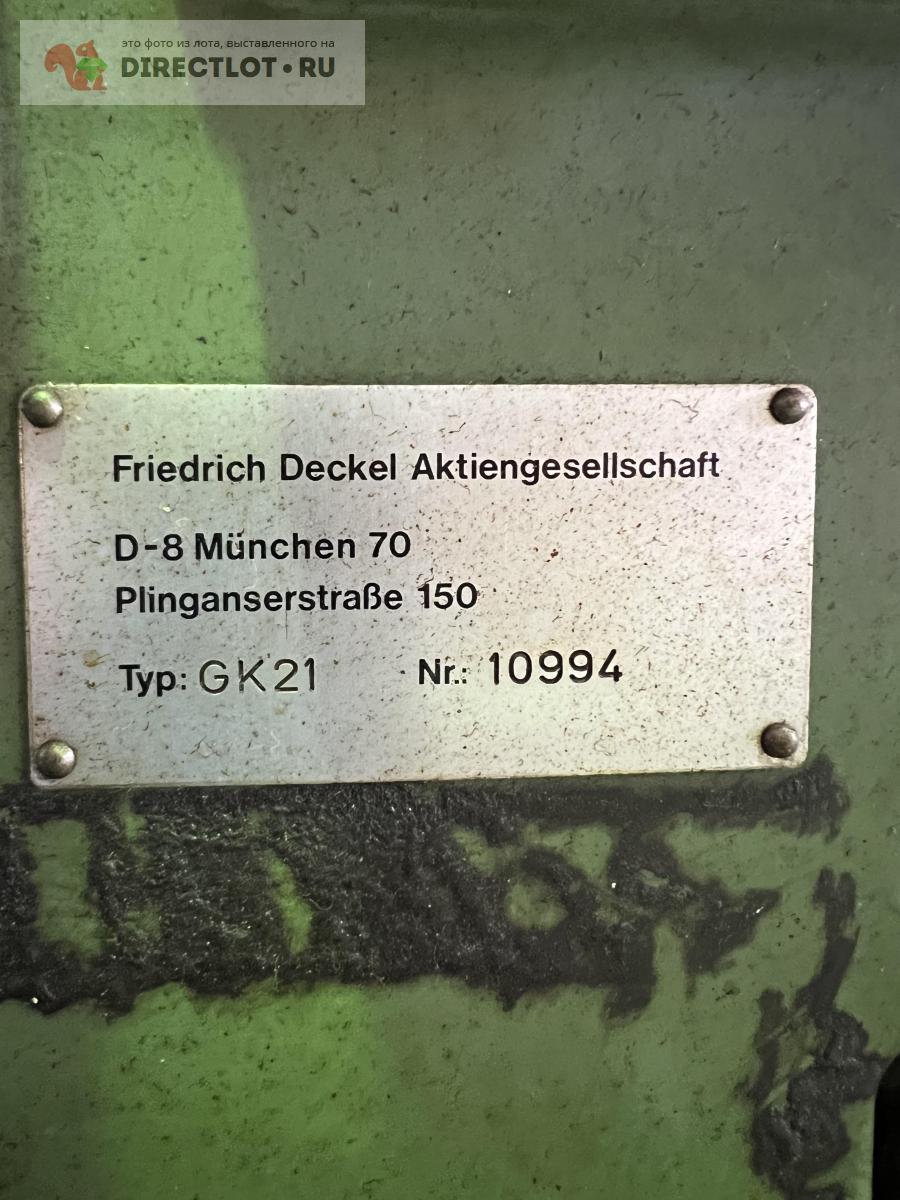 это фото из лота, выставленного на
DIRECTLOT•RU
Friedrich Deckel Aktiengesellschaft
D-8 München 70
Plinganserstraße 150
Typ: GK21 Nr.: 10994